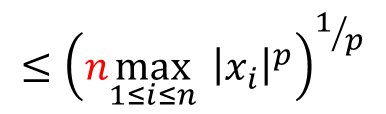 ≤ (n max_{1≤i≤n} |x_i|^p)^{1/p}